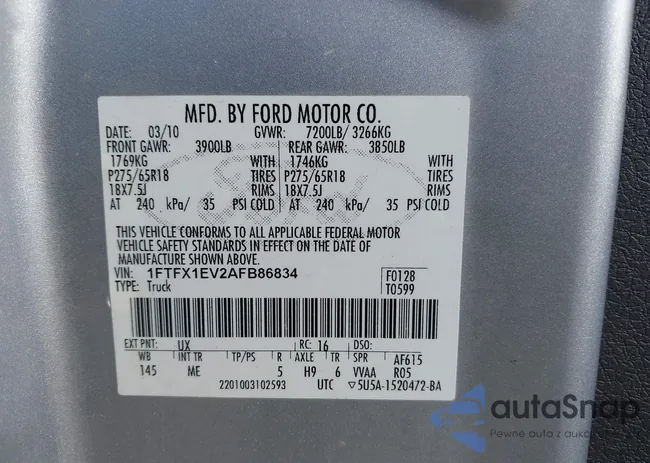 MFD. BY FORD MOTOR CO.
DATE: 03/10 GVWR: 7200LB/ 3266KG
FRONT GAWR: 3900LB REAR GAWR: 3850LB
1769KG WITH 1746KG WITH
P275/65R18 TIRES P275/65R18 TIRES
18X7.5J RIMS 18X7.5J RIMS
AT 240 kPa/ 35 PSI COLD AT 240 kPa/ 35 PSI COLD
THIS VEHICLE CONFORMS TO ALL APPLICABLE FEDERAL MOTOR
VEHICLE SAFETY STANDARDS IN EFFECT ON THE DATE OF
MANUFACTURE SHOWN ABOVE.
VIN: 1FTFX1EV2AFB86834 F0128
TYPE: Truck T0599
EXT PNT: UX RC: 16 DSO:
WB INT TR TP/PS R AXLE TR SPR AF615
145 ME 5 H9 6 VVAA R05
2201003102593 UTC 5U5A-1520472-BA
autaSnap
Pewne auta z aukcji